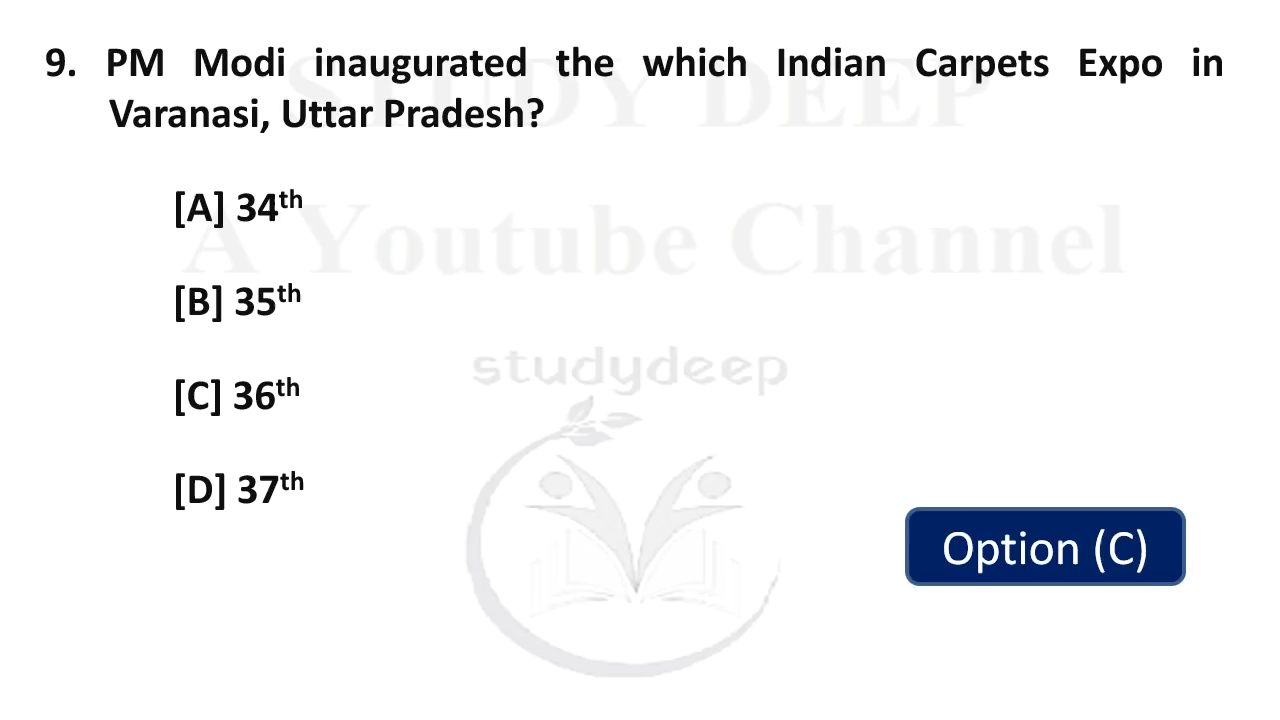 STUDY DEEP
9. PM Modi inaugurated the which Indian Carpets Expo in
Varanasi, Uttar Pradesh?
[A] 34th
A Youtube Channel
[B] 35th
studydeep
[C] 36th
[D] 37th
Option (C)